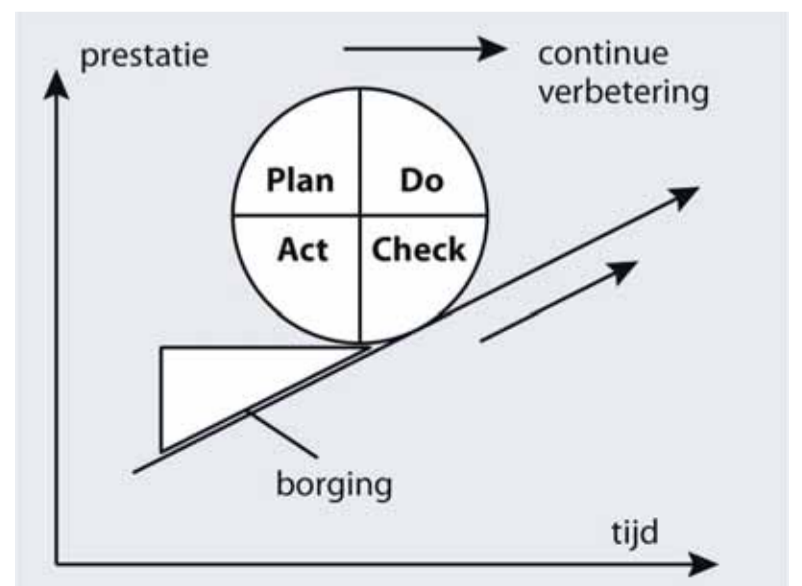 prestatie
continue
verbetering
Plan
Do
Act
Check
borging
tijd